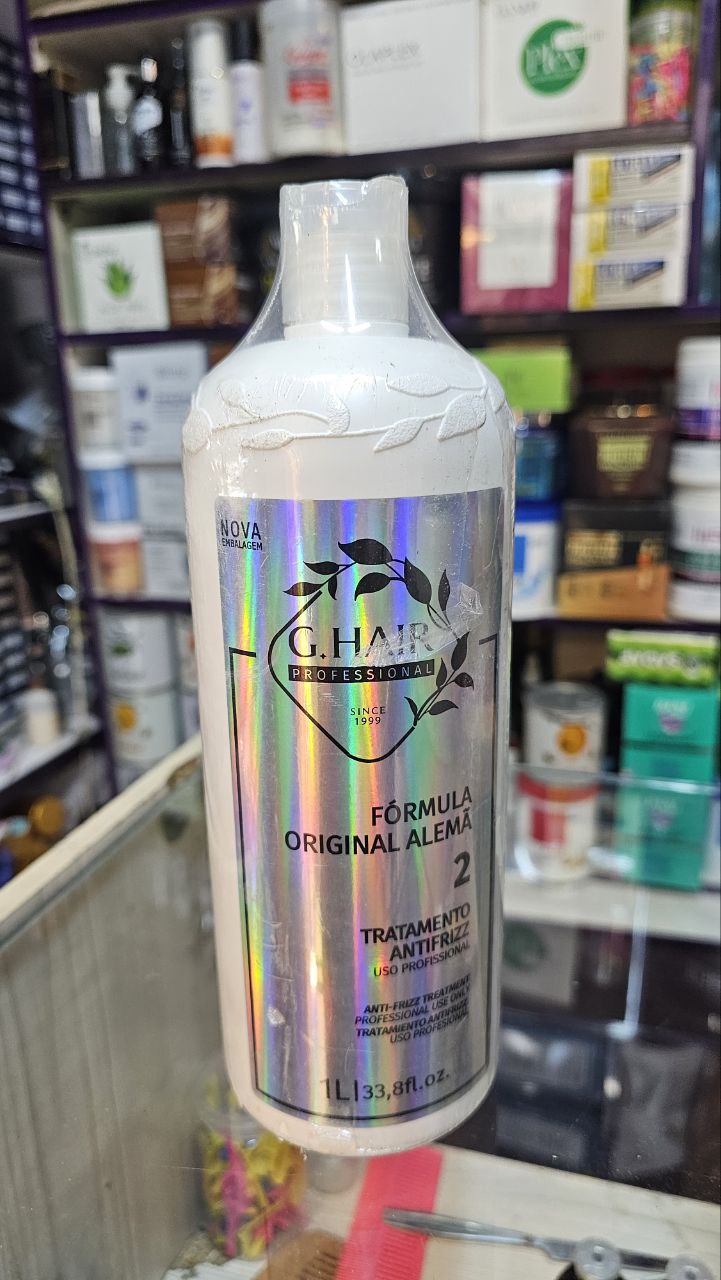 Plex
NOVA
EMBALAGEM
G.HAIR
PROFESSIONAL
SINCE
1999
FÓRMULA
ORIGINAL ALEMÃ
2
TRATAMENTO
ANTIFRIZZ
USO PROFISSIONAL
ANTI-FRIZZ TREATMENT
PROFESSIONAL USE ONLY
TRATAMIENTO ANTIFRIZZ
USO PROFESIONAL
1L|33,8fl.oz.